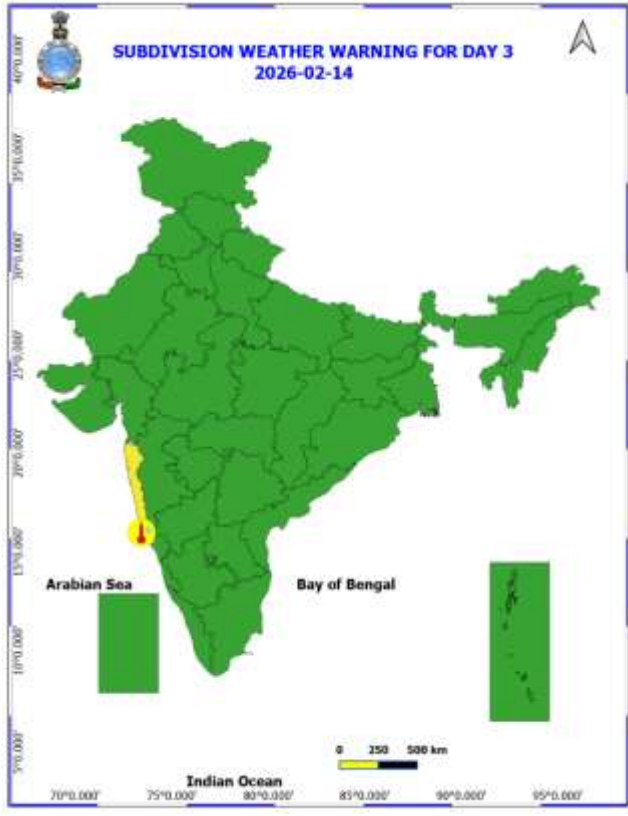 SUBDIVISION WEATHER WARNING FOR DAY 3
2026-02-14
40°0.000'
35°0.000'
30°0.000'
25°0.000'
20°0.000'
15°0.000'
10°0.000'
5°0.000'
Arabian Sea
Bay of Bengal
0 250 500 km
Indian Ocean
70°0.000' 75°0.000' 80°0.000' 85°0.000' 90°0.000' 95°0.000'